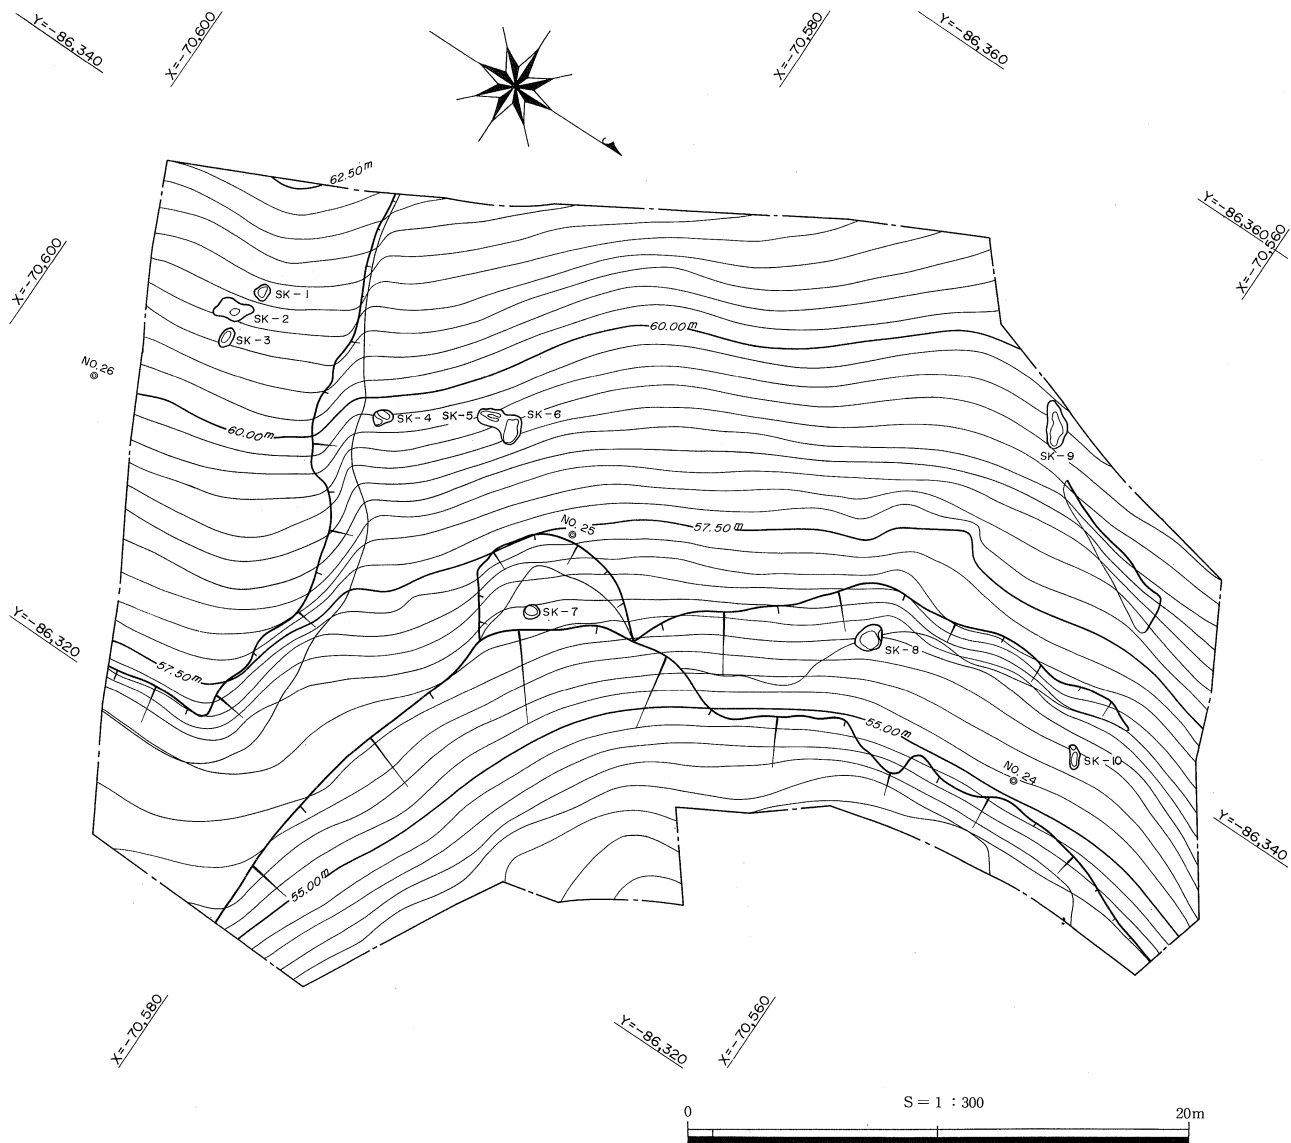 Y=-86,340
X=-70,600
X=-70,580
Y=-86,360
62.50m
Y=-86,360
X=-70,560
X=-70,600
SK-1
SK-2
SK-3
60.00m
No.26
SK-4
SK-5
SK-6
60.00m
SK-9
No.25
57.50m
SK-7
Y=-86,320
57.50m
SK-8
55.00m
SK-10
No.24
Y=-86,340
55.00m
X=-70,580
Y=-86,320
X=-70,560
S=1:300
0
20m